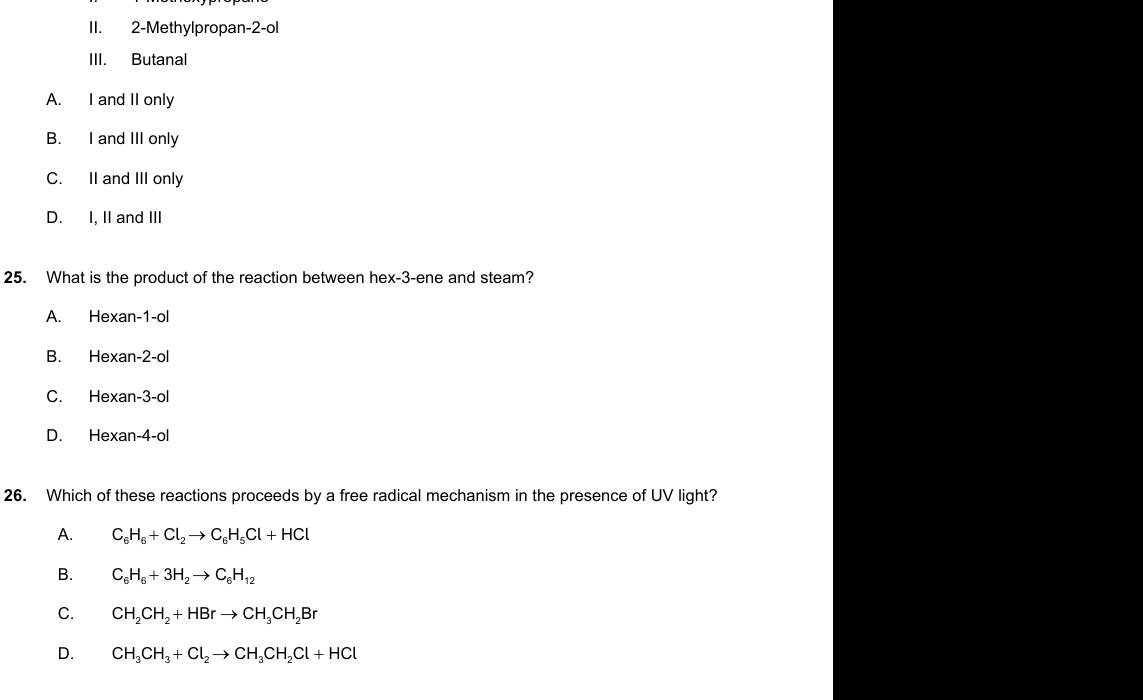 II. 2-Methylpropan-2-ol
III. Butanal
A. I and II only
B. I and III only
C. II and III only
D. I, II and III
25. What is the product of the reaction between hex-3-ene and steam?
A. Hexan-1-ol
B. Hexan-2-ol
C. Hexan-3-ol
D. Hexan-4-ol
26. Which of these reactions proceeds by a free radical mechanism in the presence of UV light?
A. C₆H₆ + Cl₂ → C₆H₅Cl + HCl
B. C₆H₆ + 3H₂ → C₆H₁₂
C. CH₂CH₂ + HBr → CH₃CH₂Br
D. CH₃CH₃ + Cl₂ → CH₃CH₂Cl + HCl